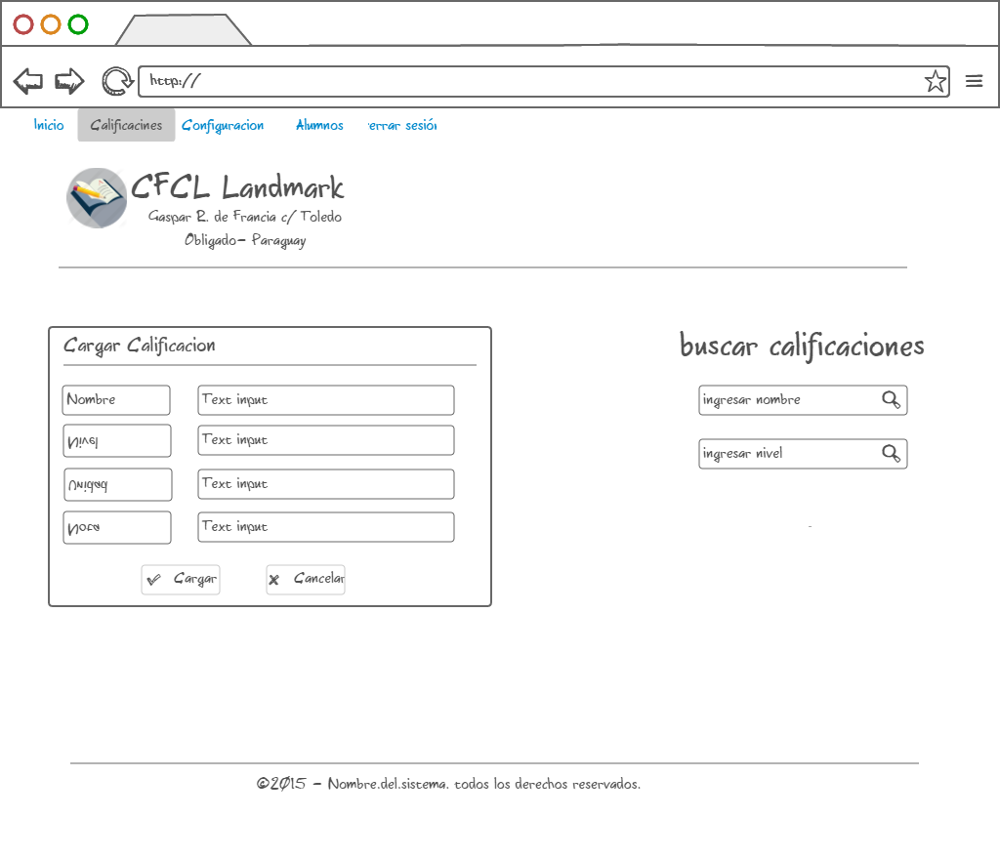 http://
Inicio Calificacines Configuracion Alumnos errar sesión
CFCL Landmark
Gaspar R. de Francia c/ Toledo
Obligado- Paraguay
Cargar Calificacion
Nombre Text input
Nivel Text input
Unidad Text input
Nota Text input
Cargar Cancelar
buscar calificaciones
ingresar nombre
ingresar nivel
©2015 - Nombre.del.sistema. todos los derechos reservados.